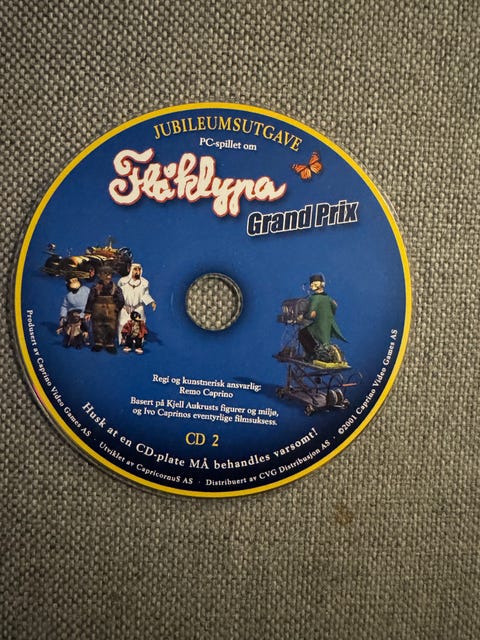 JUBILEUMSUTGAVE
PC-spillet om
Flåklypa
Grand Prix
Regi og kunstnerisk ansvarlig:
Remo Caprino
Basert på Kjell Aukrusts figurer og miljø,
og Ivo Caprinos eventyrlige filmsuksess.
CD 2
Husk at en CD-plate MÅ behandles varsomt!
Produsert av Caprino Video Games AS · Utviklet av CapricornuS AS · Distribuert av CVG Distribusjon AS · ©2001 Caprino Video Games AS